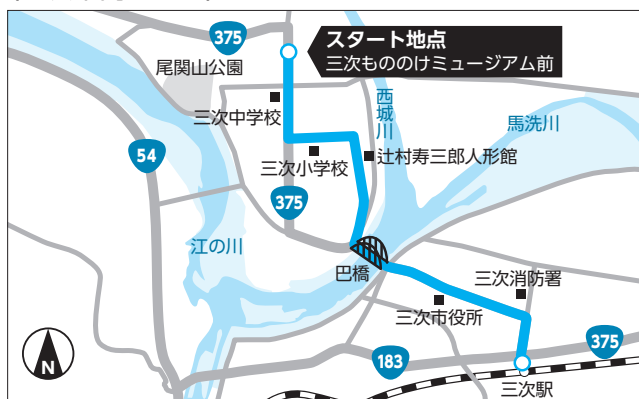 375
スタート地点
三次もののけミュージアム前
尾関山公園
三次中学校
西城川
馬洗川
54
三次小学校
辻村寿三郎人形館
375
江の川
巴橋
三次消防署
三次市役所
N
183
375
三次駅